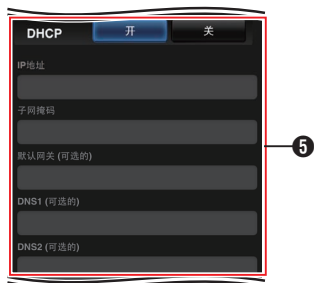 DHCP 开 关
IP地址
子网掩码
默认网关 (可选的)
DNS1 (可选的)
DNS2 (可选的)
❺